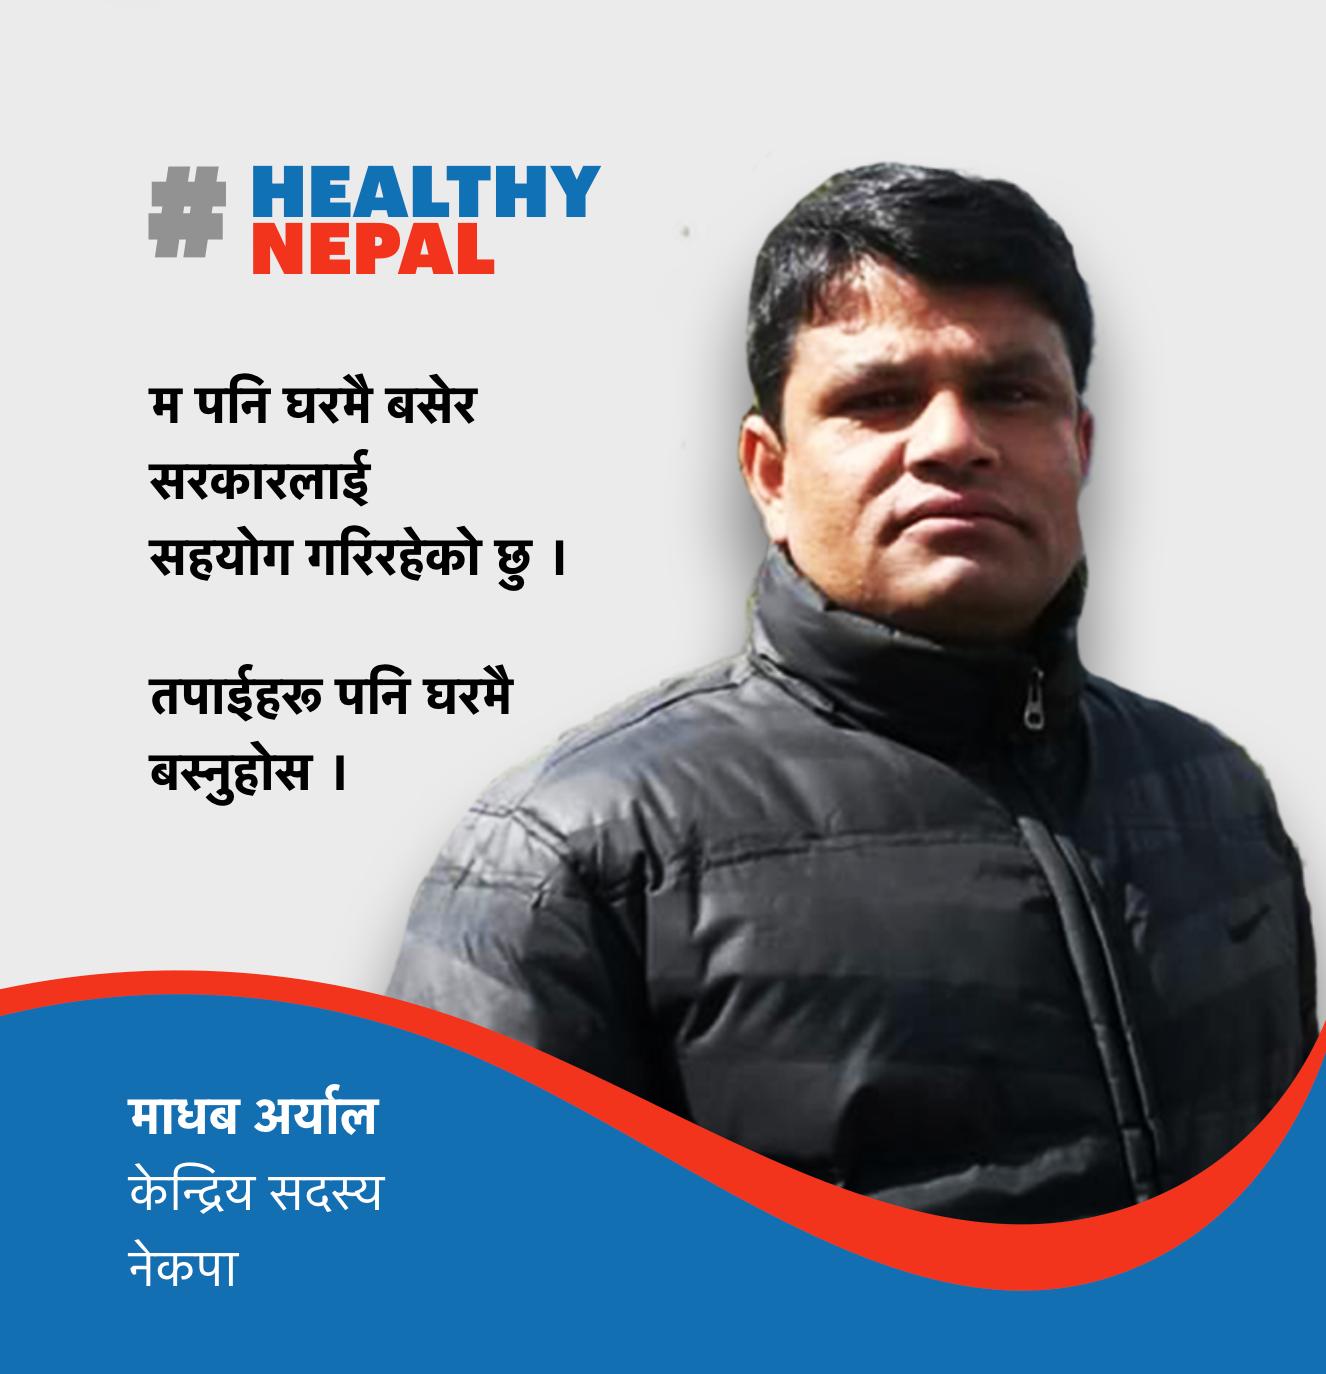 # HEALTHY
NEPAL
म पनि घरमै बसेर
सरकारलाई
सहयोग गरिरहेको छु ।
तपाईहरू पनि घरमै
बस्नुहोस ।
माधब अर्याल
केन्द्रिय सदस्य
नेकपा